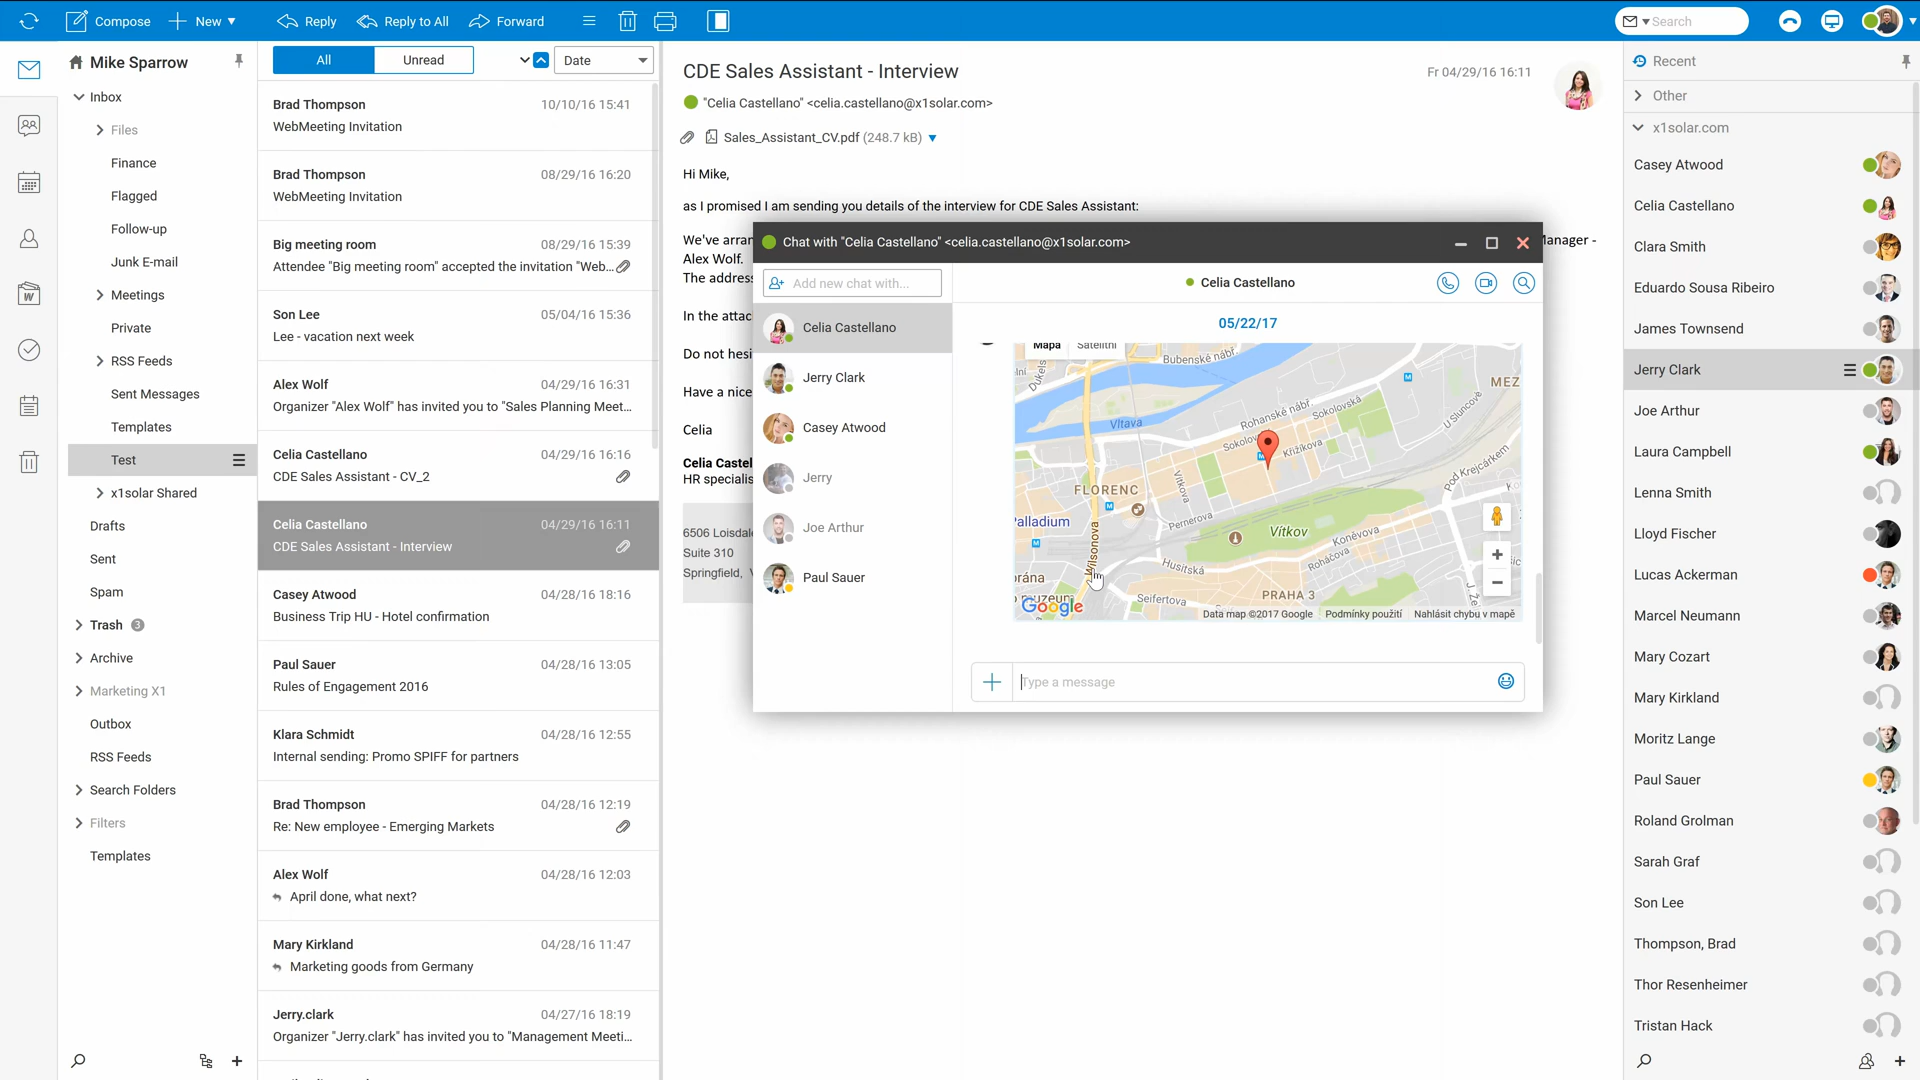 Compose
New
Reply
Reply to All
Forward
Search
Mike Sparrow
Inbox
Files
Finance
Flagged
Follow-up
Junk E-mail
Meetings
Private
RSS Feeds
Sent Messages
Templates
Test
x1solar Shared
Drafts
Sent
Spam
Trash 3
Archive
Marketing X1
Outbox
RSS Feeds
Search Folders
Filters
Templates
All
Unread
Date
Brad Thompson 10/10/16 15:41
WebMeeting Invitation
Brad Thompson 08/29/16 16:20
WebMeeting Invitation
Big meeting room 08/29/16 15:39
Attendee "Big meeting room" accepted the invitation "Web...
Son Lee 05/04/16 15:36
Lee - vacation next week
Alex Wolf 04/29/16 16:31
Organizer "Alex Wolf" has invited you to "Sales Planning Meet...
Celia Castellano 04/29/16 16:16
CDE Sales Assistant - CV_2
Celia Castellano 04/29/16 16:11
CDE Sales Assistant - Interview
Casey Atwood 04/28/16 18:16
Business Trip HU - Hotel confirmation
Paul Sauer 04/28/16 13:05
Rules of Engagement 2016
Klara Schmidt 04/28/16 12:55
Internal sending: Promo SPIFF for partners
Brad Thompson 04/28/16 12:19
Re: New employee - Emerging Markets
Alex Wolf 04/28/16 12:03
April done, what next?
Mary Kirkland 04/28/16 11:47
Marketing goods from Germany
Jerry.clark 04/27/16 18:19
Organizer "Jerry.clark" has invited you to "Management Meeti...
CDE Sales Assistant - Interview
Fr 04/29/16 16:11
"Celia Castellano" <celia.castellano@x1solar.com>
Sales_Assistant_CV.pdf (248.7 kB)
Hi Mike,
as I promised I am sending you details of the interview for CDE Sales Assistant:
We've arran
anager -
Alex Wolf.
The addres
In the attac
Do not hesi
Have a nice
Celia
Celia Castel
HR specialis
6506 Loisdale
Suite 310
Springfield,
Chat with "Celia Castellano" <celia.castellano@x1solar.com>
Add new chat with...
Celia Castellano
Jerry Clark
Casey Atwood
Jerry
Joe Arthur
Paul Sauer
Celia Castellano
05/22/17
Mapa
Satelitní
Bubenské nábř.
Dukels
lní
MEZ
Rohanské nábř.
Sokolovská
U Sluncové
Vltava
Sokolov
Křižíkova
Pod Krejcárkem
FLORENC
Vítkova
Palladium
Pernerova
Vítkov
Wilsonova
Koněvova
Husitská
Roháčova
J. Že
orána
o muzeum
Seifertova
PRAHA 3
Google
Data map ©2017 Google
Podmínky použití
Nahlásit chybu v mapě
Type a message
Recent
Other
x1solar.com
Casey Atwood
Celia Castellano
Clara Smith
Eduardo Sousa Ribeiro
James Townsend
Jerry Clark
Joe Arthur
Laura Campbell
Lenna Smith
Lloyd Fischer
Lucas Ackerman
Marcel Neumann
Mary Cozart
Mary Kirkland
Moritz Lange
Paul Sauer
Roland Grolman
Sarah Graf
Son Lee
Thompson, Brad
Thor Resenheimer
Tristan Hack